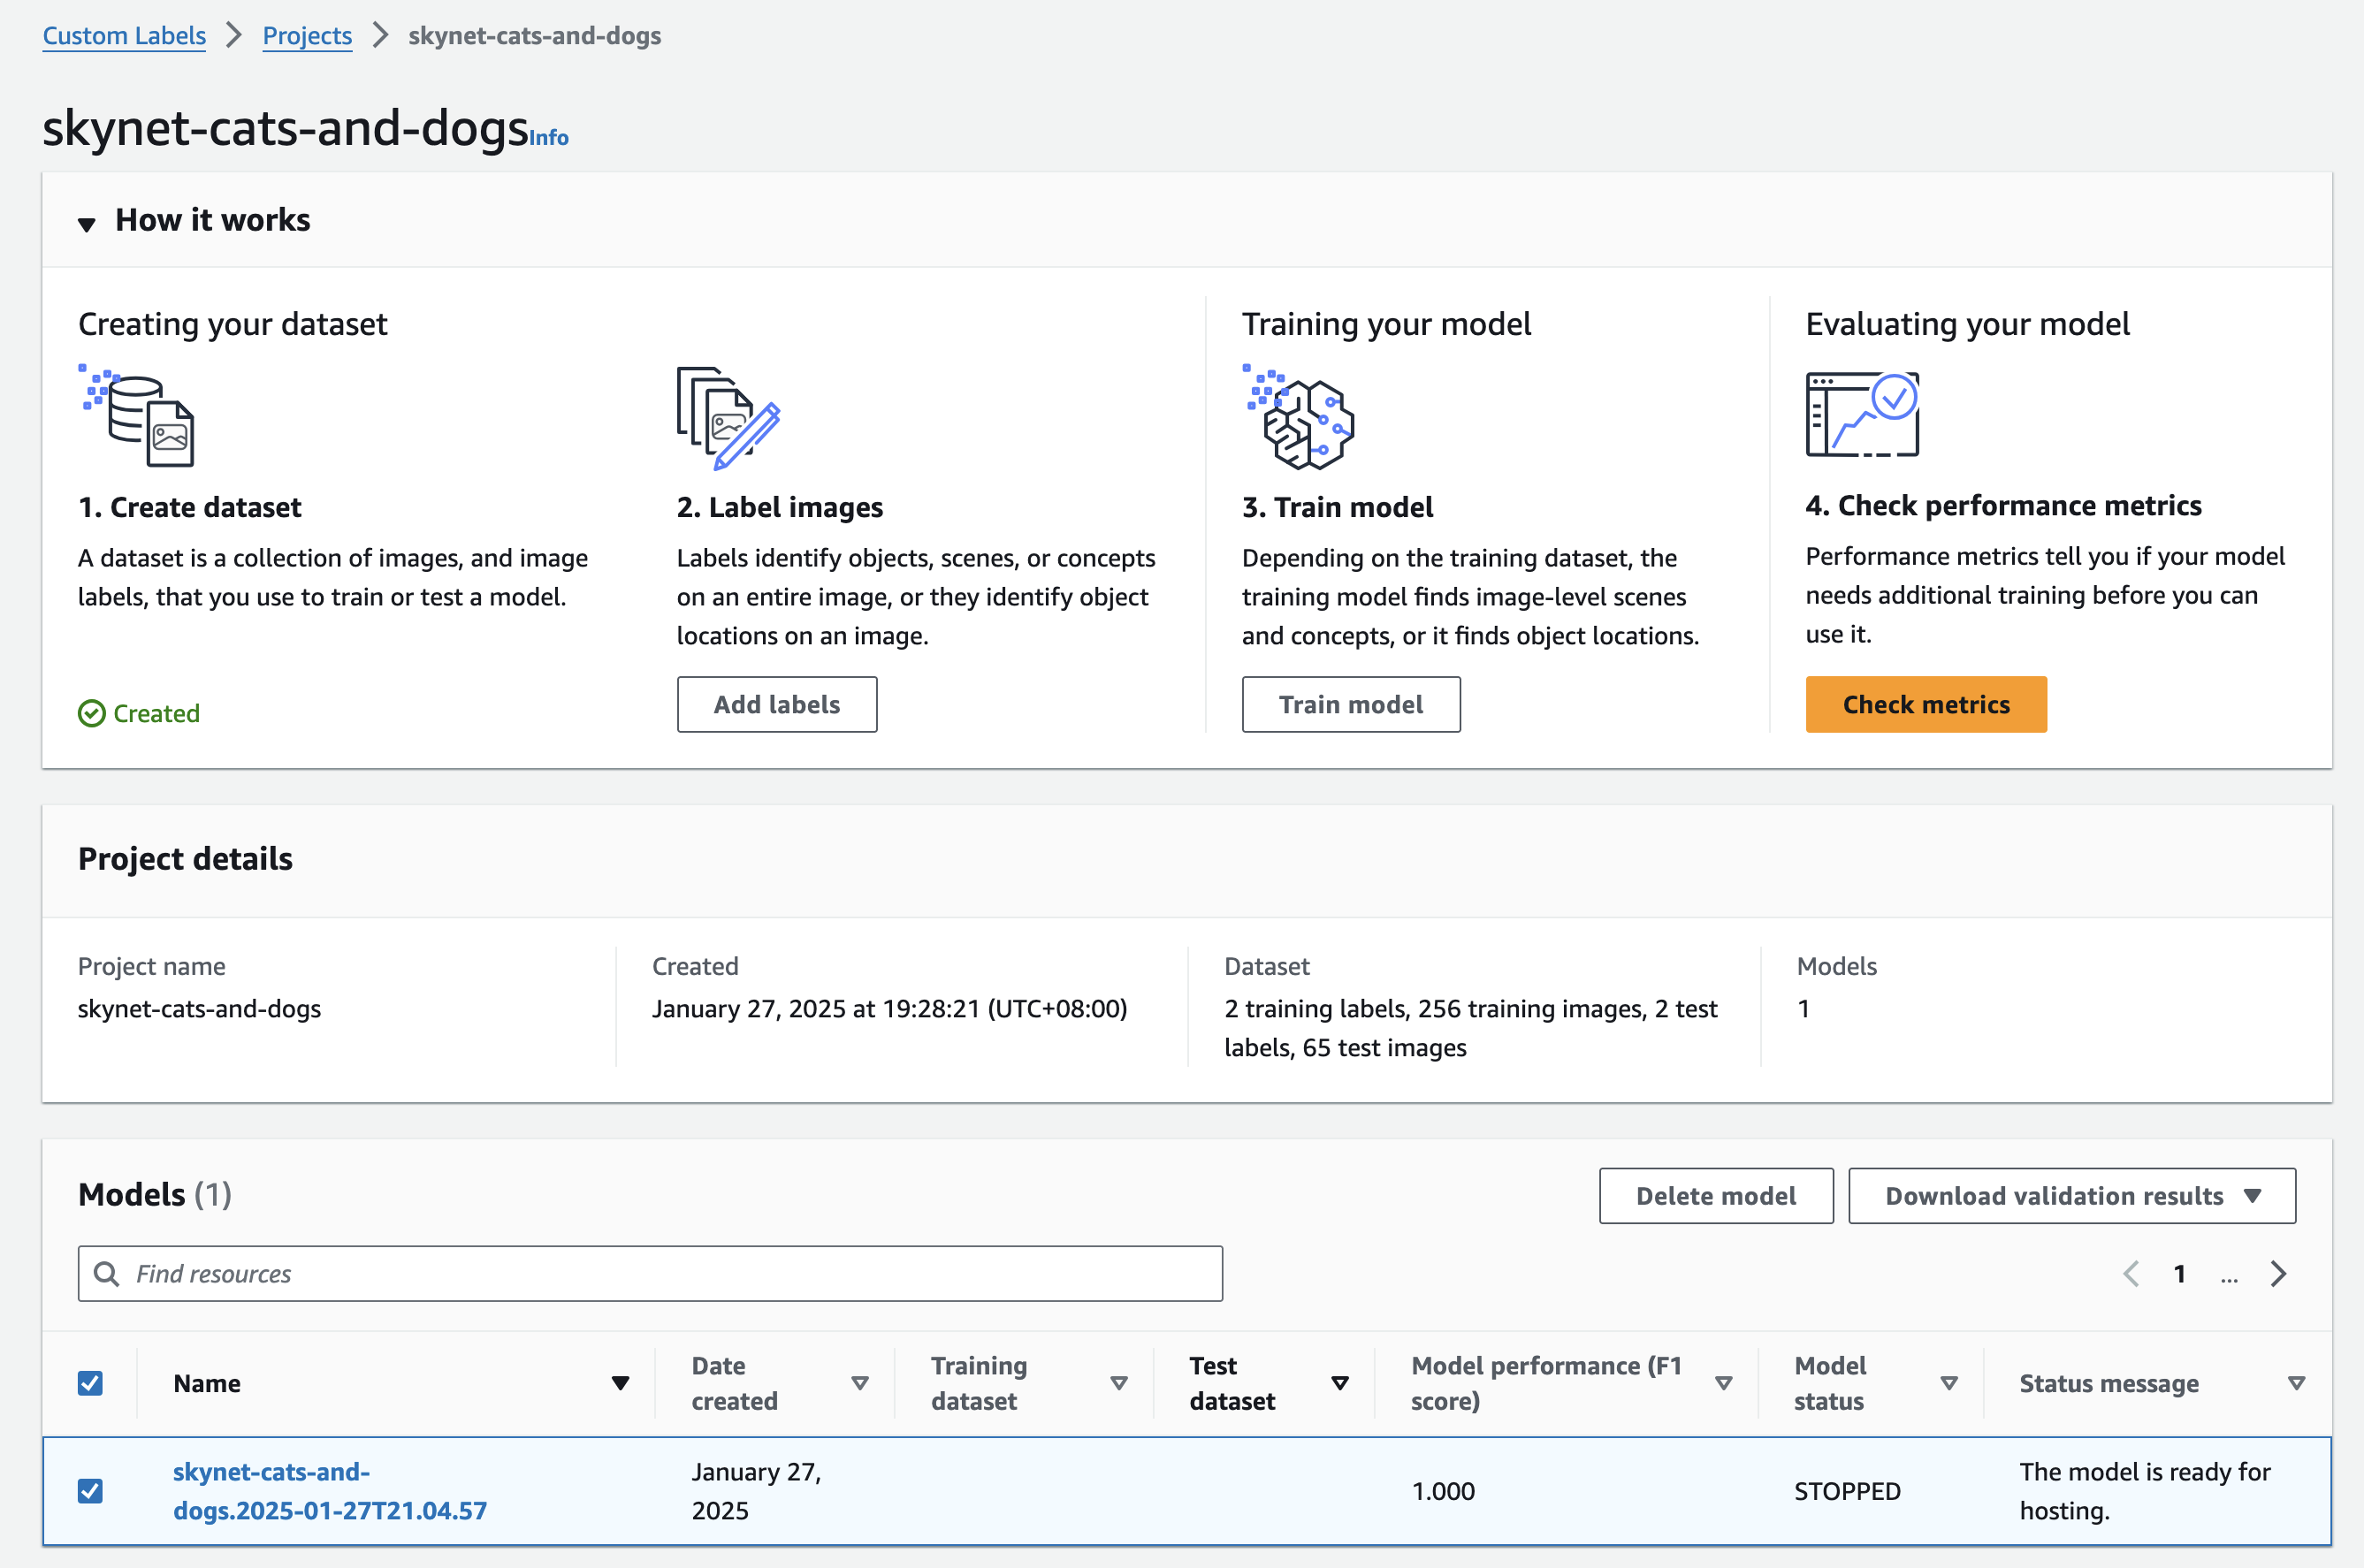 Custom Labels > Projects > skynet-cats-and-dogs
skynet-cats-and-dogs Info
How it works
Creating your dataset
1. Create dataset
A dataset is a collection of images, and image
labels, that you use to train or test a model.
Created
2. Label images
Labels identify objects, scenes, or concepts
on an entire image, or they identify object
locations on an image.
Add labels
Training your model
3. Train model
Depending on the training dataset, the
training model finds image-level scenes
and concepts, or it finds object locations.
Train model
Evaluating your model
4. Check performance metrics
Performance metrics tell you if your model
needs additional training before you can
use it.
Check metrics
Project details
Project name
skynet-cats-and-dogs
Created
January 27, 2025 at 19:28:21 (UTC+08:00)
Dataset
2 training labels, 256 training images, 2 test
labels, 65 test images
Models
1
Models (1)
Delete model
Download validation results
Find resources
1 ...
Name
Date
created
Training
dataset
Test
dataset
Model performance (F1
score)
Model
status
Status message
skynet-cats-and-
dogs.2025-01-27T21.04.57
January 27,
2025
1.000
STOPPED
The model is ready for
hosting.